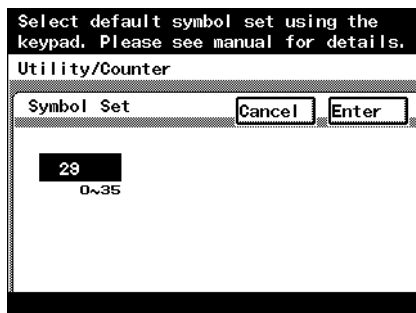 Select default symbol set using the
keypad. Please see manual for details.
Utility/Counter
Symbol Set Cancel Enter
29
0~35